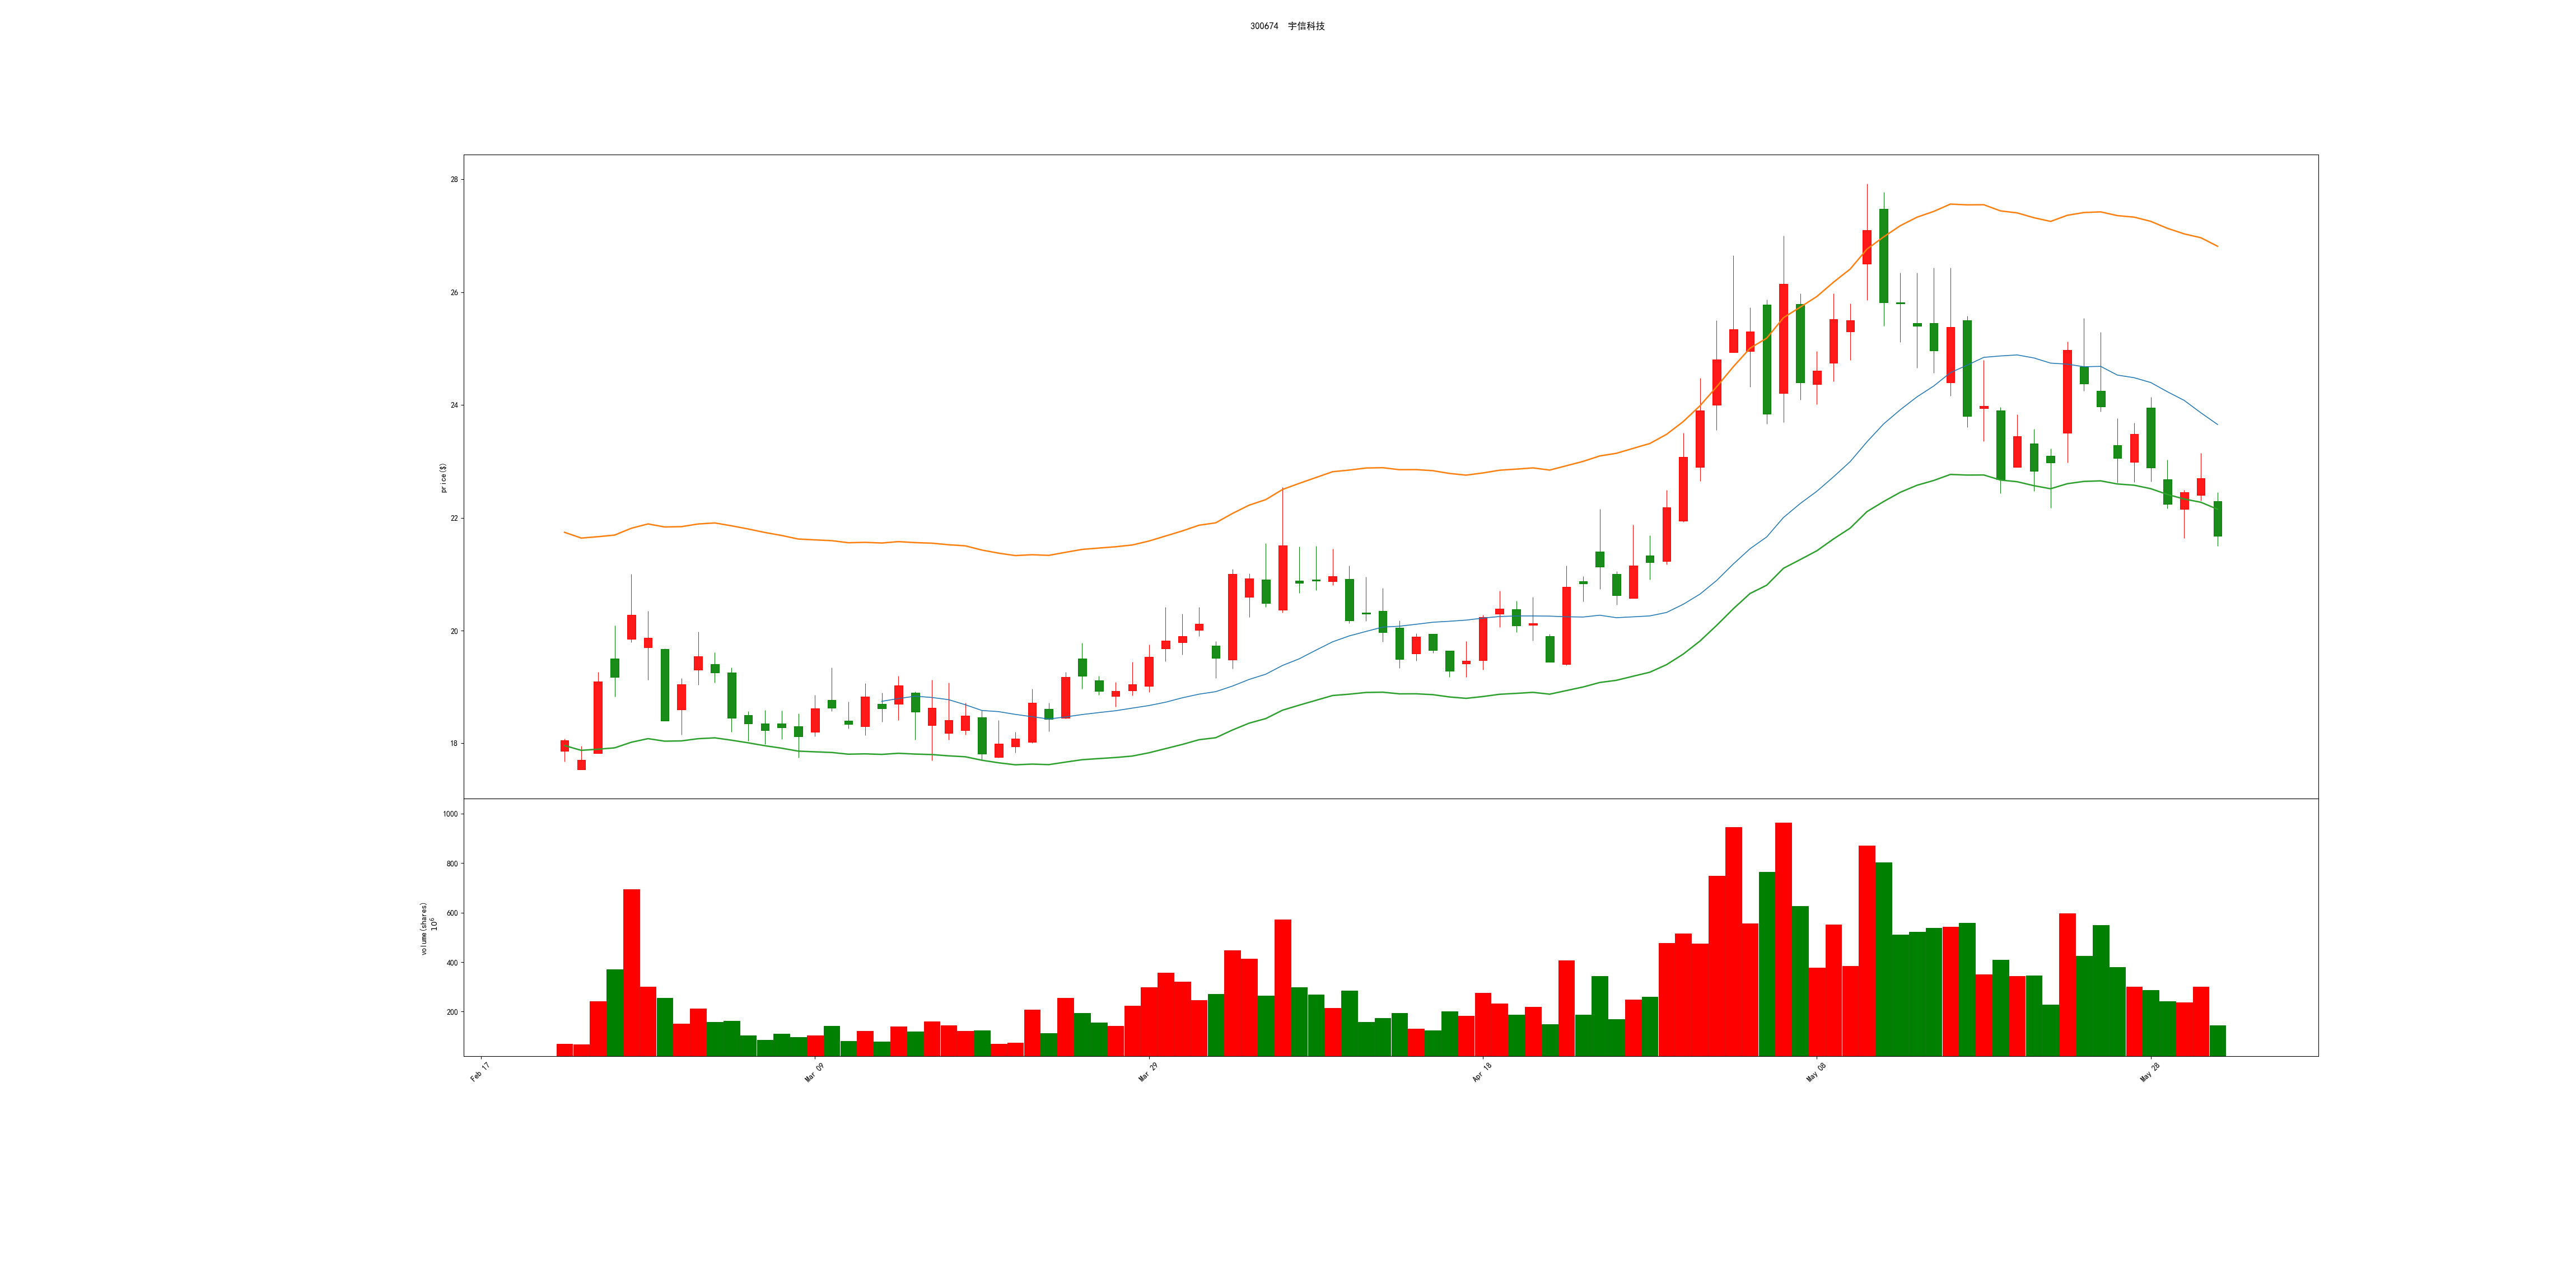 300674 宇信科技
28
26
24
22
20
18
price($)
1000
800
600
400
200
volume(shares)
10⁶
Feb 17
Mar 09
Mar 29
Apr 18
May 08
May 28